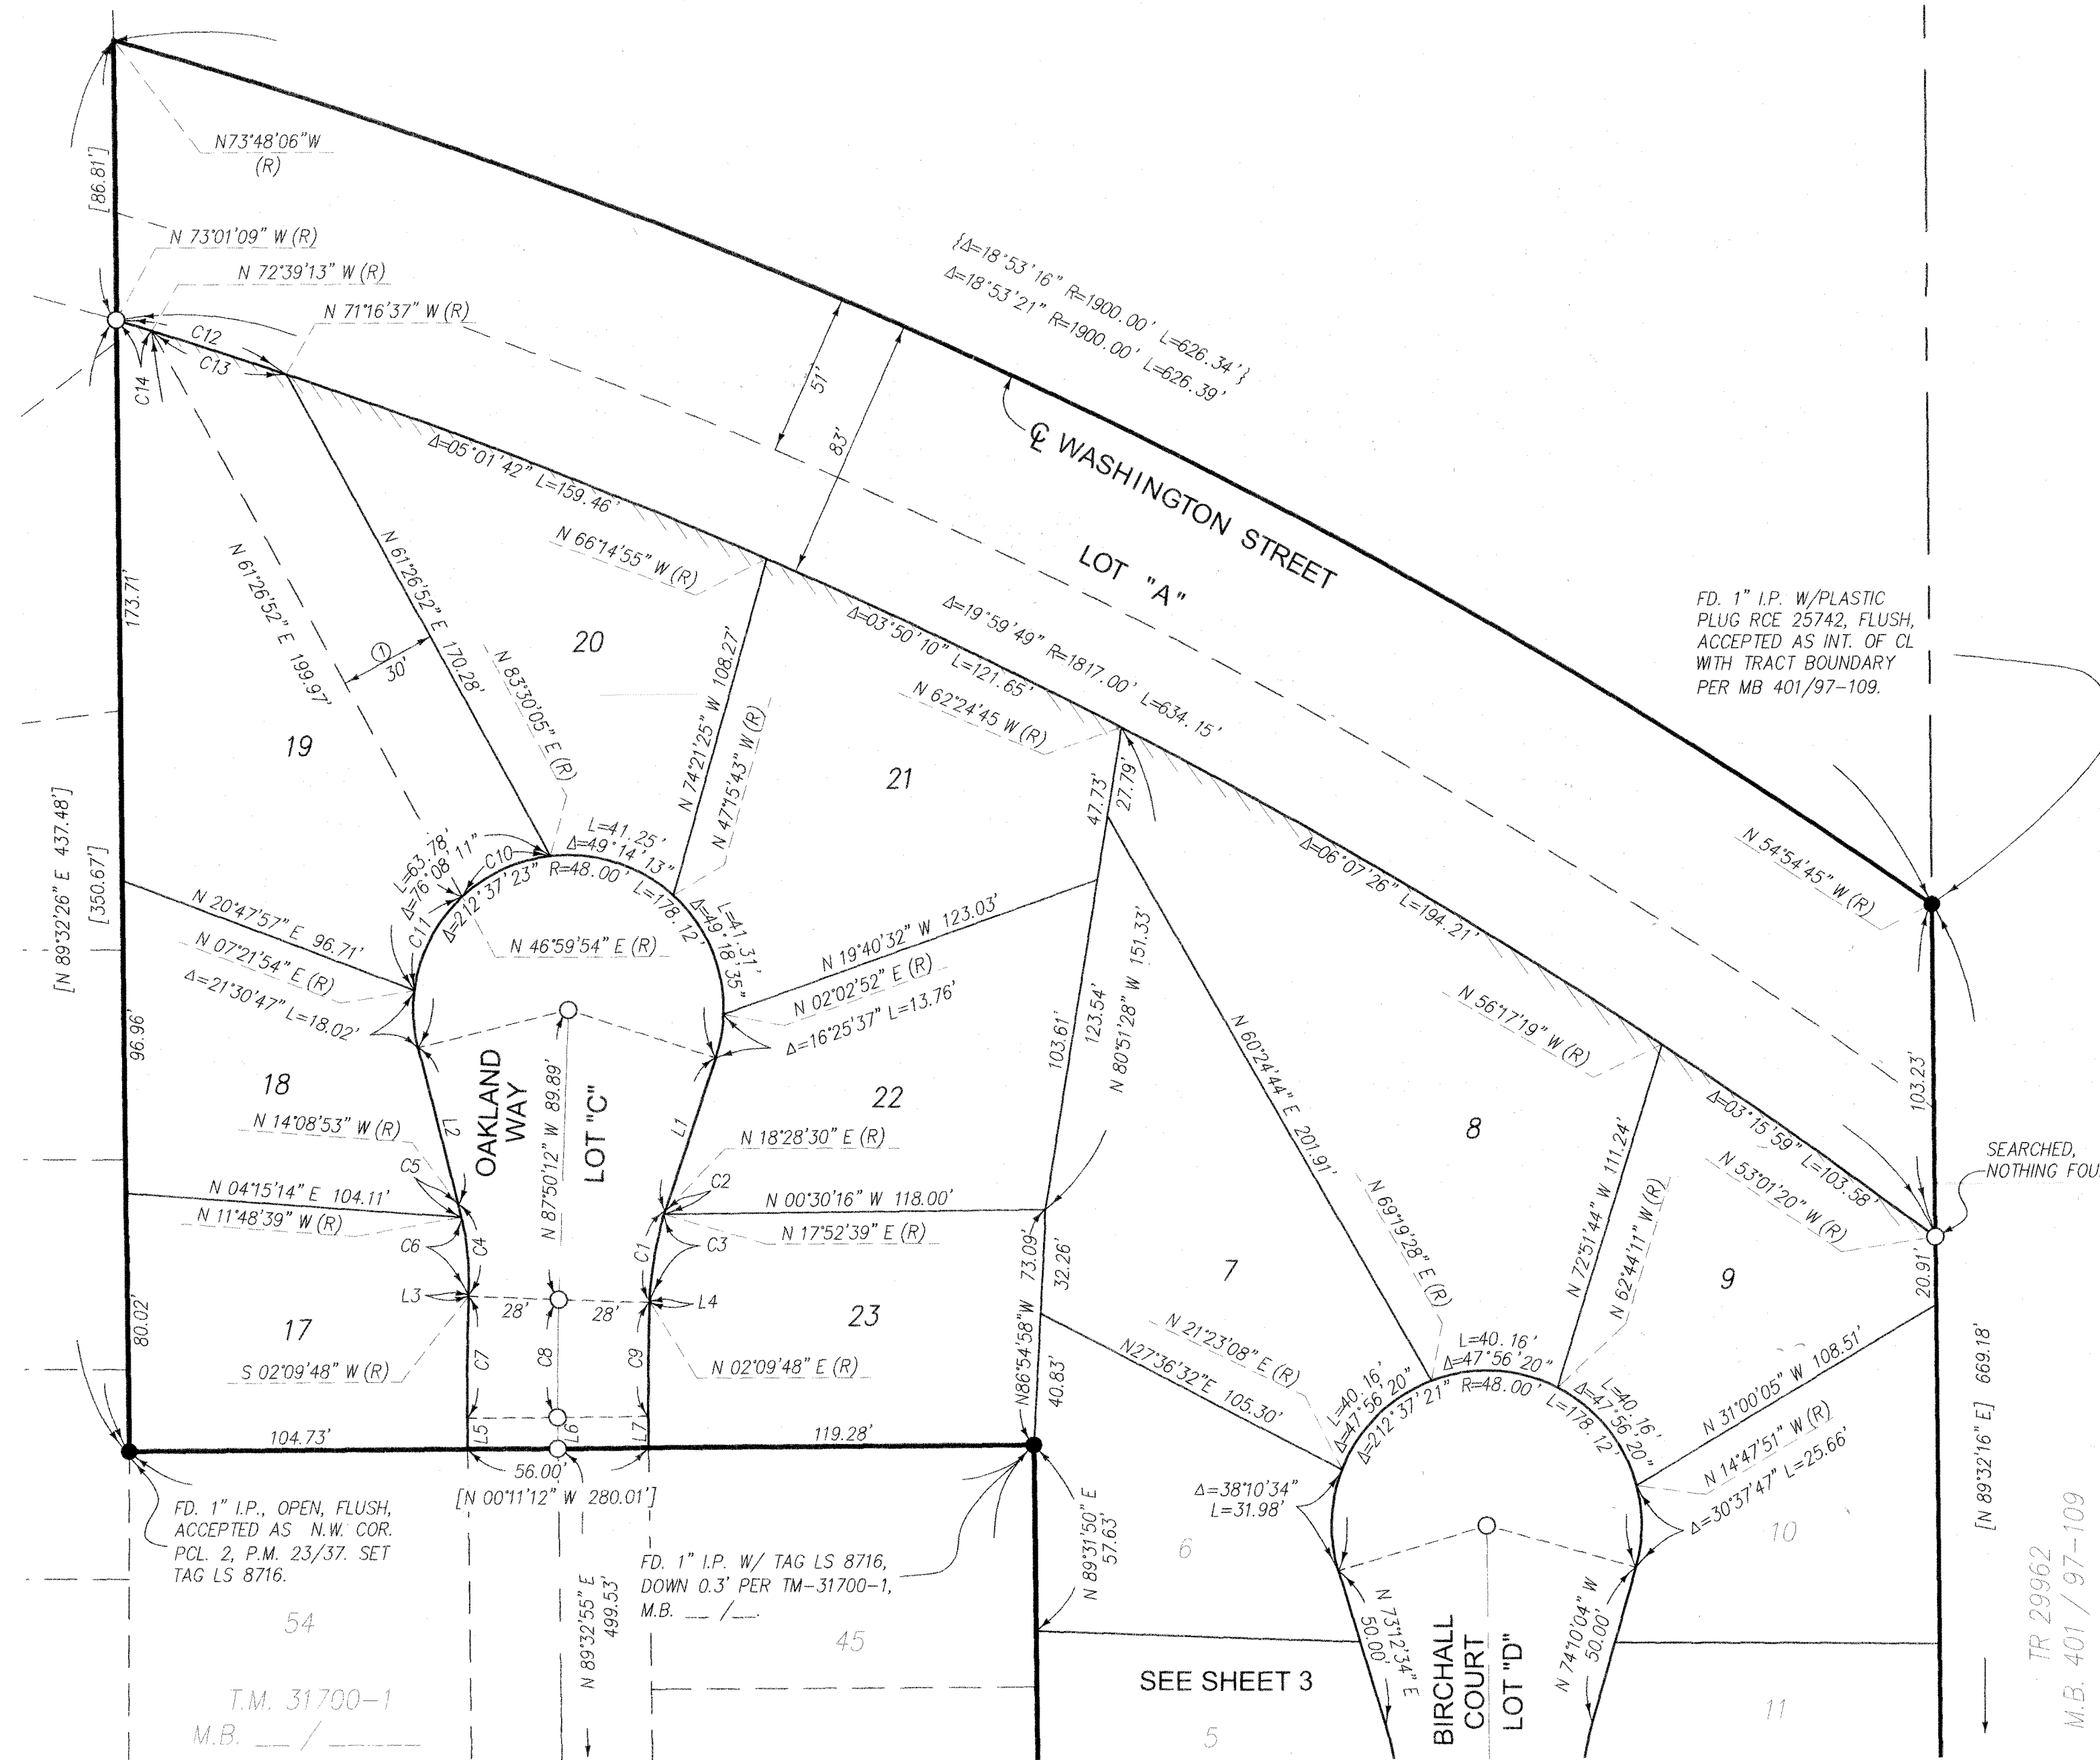 N73°48'06"W
(R)
[86.81']
N 73°01'09" W (R)
N 72°39'13" W (R)
N 71°16'37" W (R)
C12
C13
C14
{Δ=18°53'16" R=1900.00' L=626.34'}
Δ=18°53'21" R=1900.00' L=626.39'
51'
83'
℄ WASHINGTON STREET
LOT "A"
Δ=05°01'42" L=159.46'
N 66°14'55" W (R)
Δ=19°59'49" R=1817.00' L=634.15'
Δ=03°50'10" L=121.65'
N 62°24'45 W (R)
FD. 1" I.P. W/PLASTIC
PLUG RCE 25742, FLUSH,
ACCEPTED AS INT. OF CL
WITH TRACT BOUNDARY
PER MB 401/97-109.
173.71'
N 61°26'52" E 199.97'
N 61°26'52" E 170.28'
1
30'
20
N 83°30'05" E (R)
N 74°21'25" W 108.27'
N 47°15'43" W (R)
19
21
47.73'
27.79'
[N 89°32'26" E 437.48']
[350.67']
L=63.78'
Δ=76°08'11"
C10
L=41.25'
Δ=49°14'13"
Δ=212°37'23" R=48.00' L=178.12'
L=41.31'
Δ=49°18'35"
C11
N 46°59'54" E (R)
N 20°47'57" E 96.71'
N 07°21'54" E (R)
Δ=21°30'47" L=18.02'
N 19°40'32" W 123.03'
N 02°02'52" E (R)
Δ=16°25'37" L=13.76'
103.61'
123.54'
N 80°51'28" W 151.33'
Δ=06°07'26" L=194.21'
N 54°54'45" W (R)
N 56°17'19" W (R)
N 60°24'44" E 201.91'
103.23'
96.96'
18
N 14°08'53" W (R)
L2
OAKLAND
WAY
N 87°50'12" W 89.89'
LOT "C"
L1
22
N 18°28'30" E (R)
8
N 72°51'44" W 111.24'
Δ=03°15'59" L=103.58'
SEARCHED,
NOTHING FOU
N 53°01'20" W (R)
C5
C2
N 04°15'14" E 104.11'
N 11°48'39" W (R)
N 00°30'16" W 118.00'
N 17°52'39" E (R)
C6
C4
C1
C3
N 69°19'28" E (R)
N 62°44'11" W (R)
7
9
20.91'
L3
28'
28'
L4
N86°54'58"W 73.09'
32.26'
80.02'
17
23
S 02°09'48" W (R)
N 02°09'48" E (R)
C7
C8
C9
N 21°23'08" E (R)
N27°36'32"E 105.30'
40.83'
L=40.16'
Δ=47°56'20"
L=40.16'
Δ=47°56'20"
Δ=212°37'21" R=48.00' L=178.12'
L=40.16'
Δ=47°56'20"
N 31°00'05" W 108.51'
N 14°47'51" W (R)
Δ=30°37'47" L=25.66'
[N 89°32'16" E] 669.18'
104.73'
L5
L6
L7
119.28'
56.00'
[N 00°11'12" W 280.01']
FD. 1" I.P., OPEN, FLUSH,
ACCEPTED AS N.W. COR.
PCL. 2, P.M. 23/37. SET
TAG LS 8716.
N 89°32'55" E
499.53'
FD. 1" I.P. W/ TAG LS 8716,
DOWN 0.3' PER TM-31700-1,
M.B. __ /__.
N 89°31'50" E
57.63'
Δ=38°10'34"
L=31.98'
6
10
54
45
N 73°12'34" E
50.00'
BIRCHALL
COURT
LOT "D"
N 74°10'04" W
50.00'
SEE SHEET 3
5
11
T.M. 31700-1
M.B. __ / _____
TR 29962
M.B. 401 / 97-109